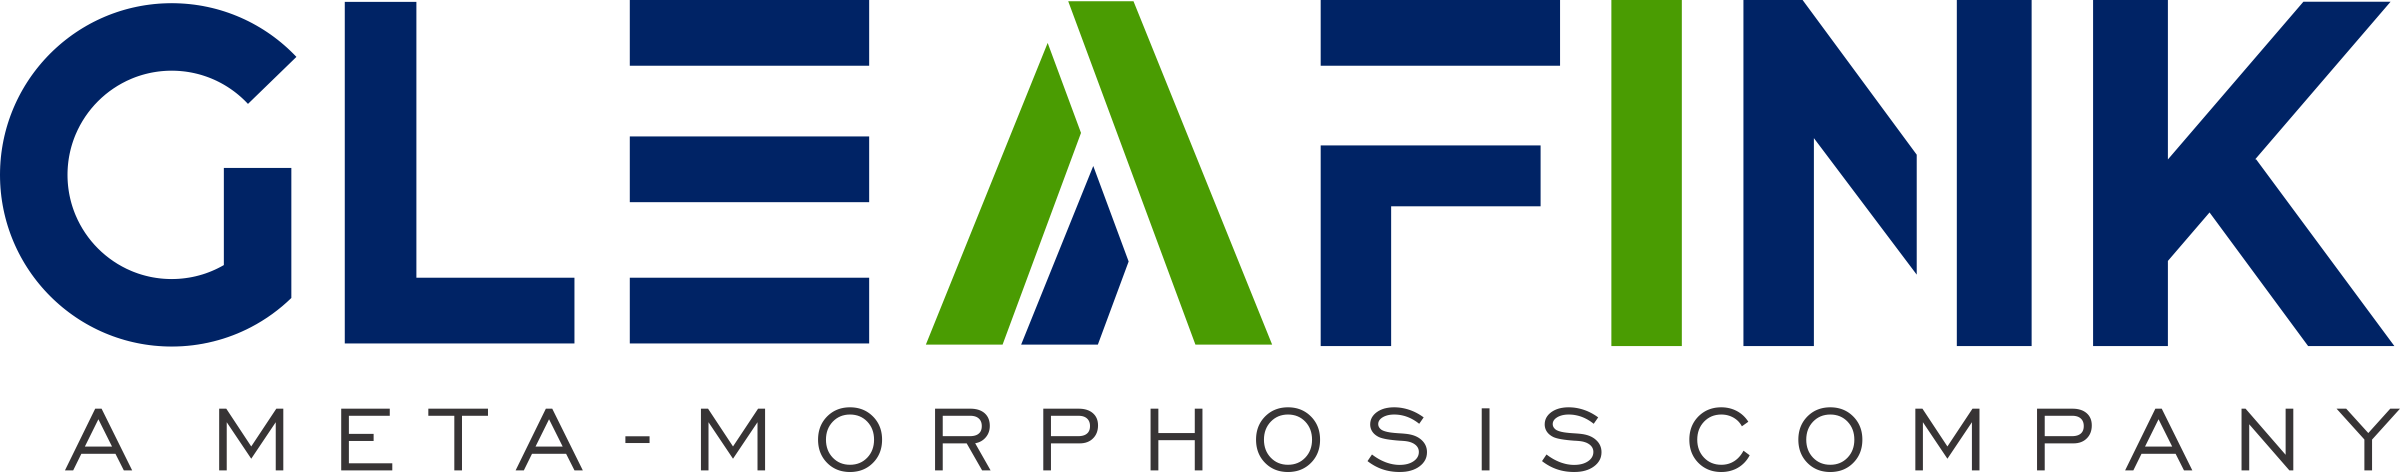 GLEAFINK
A META-MORPHOSIS COMPANY